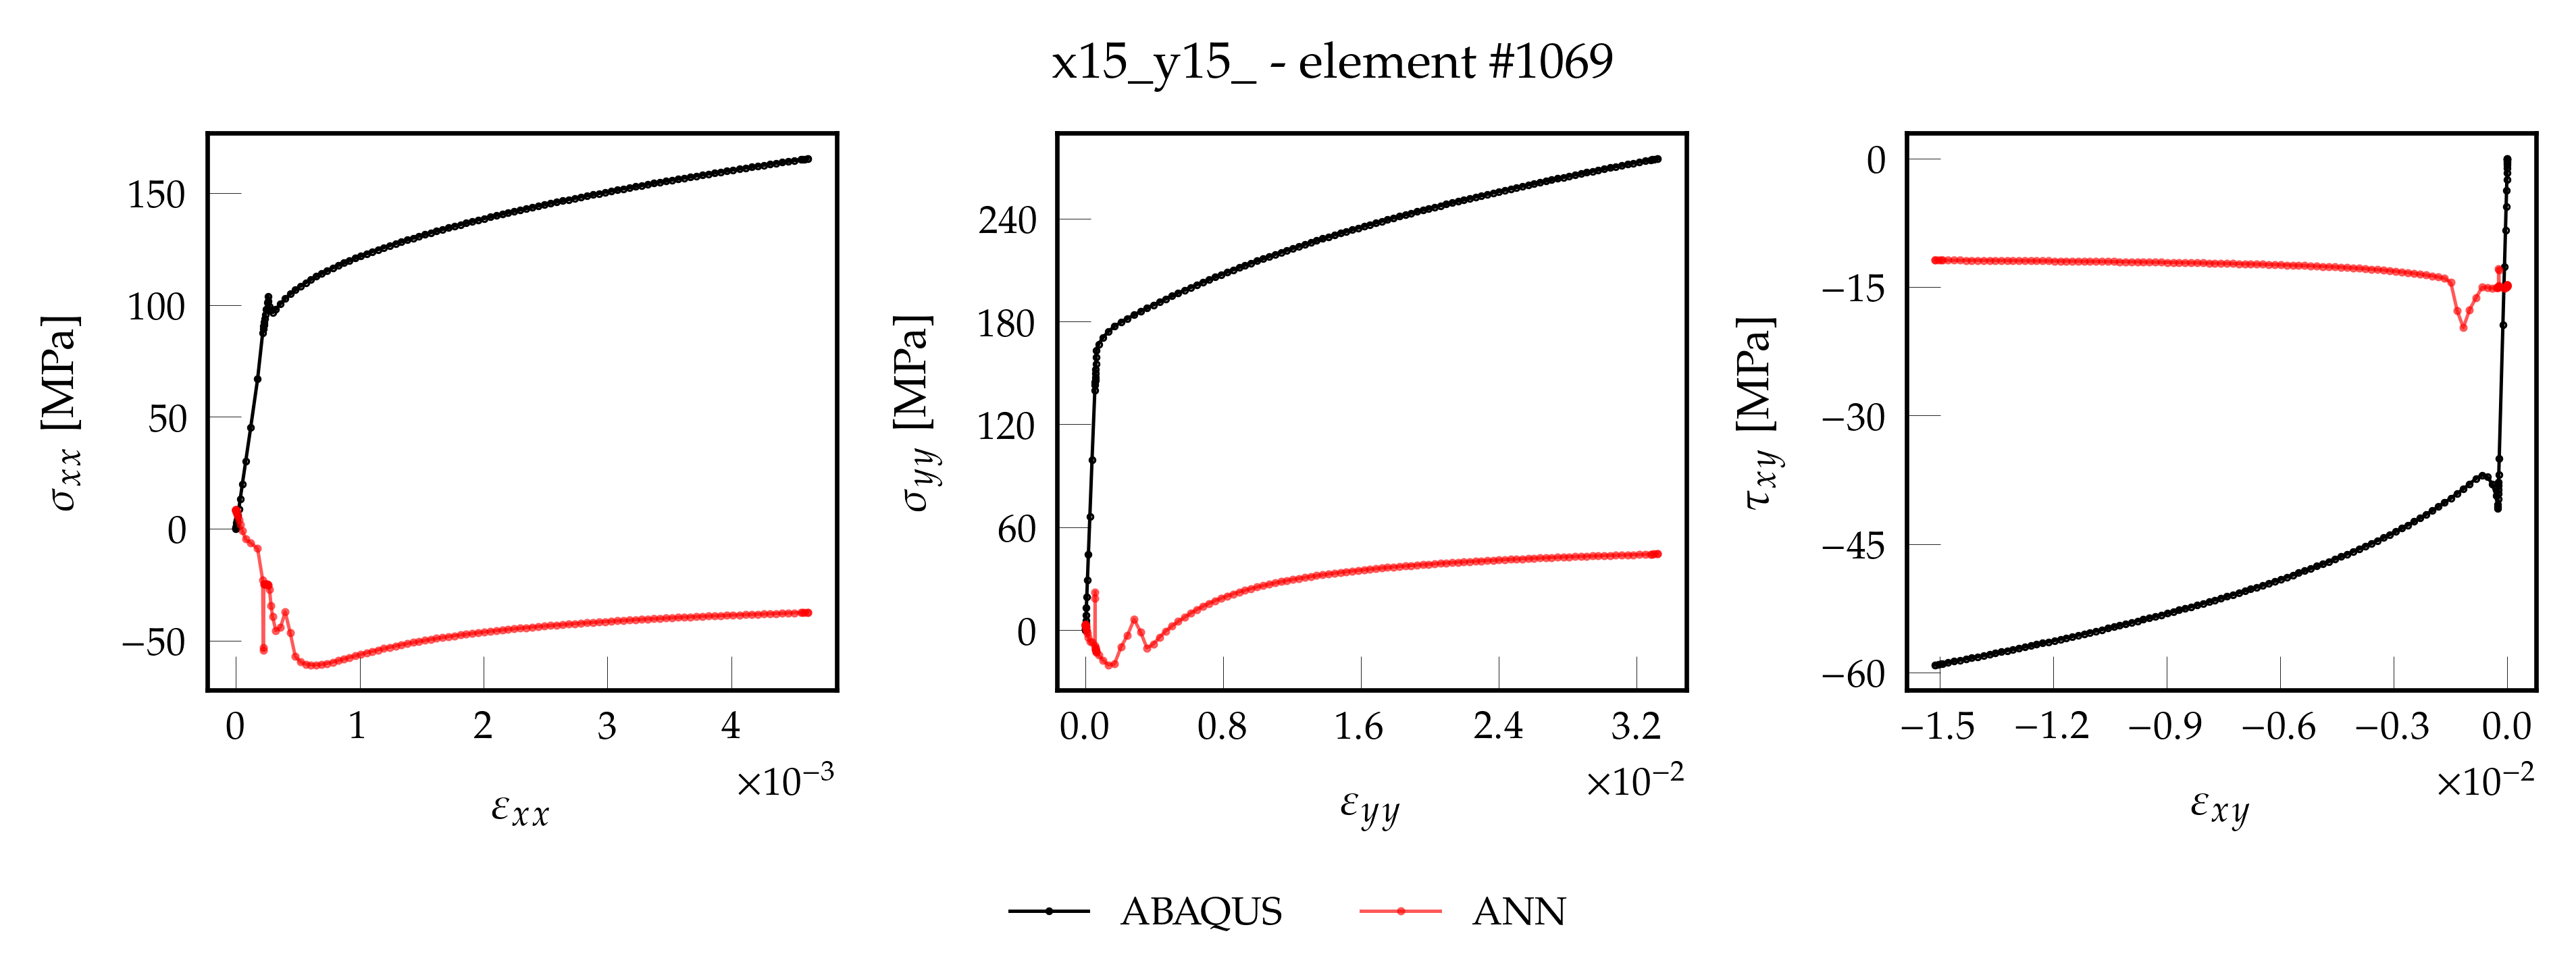 x15_y15_ - element #1069
σxx [MPa]
150
100
50
0
−50
0 1 2 3 4
×10−3
εxx
σyy [MPa]
240
180
120
60
0
0.0 0.8 1.6 2.4 3.2
×10−2
εyy
τxy [MPa]
0
−15
−30
−45
−60
−1.5 −1.2 −0.9 −0.6 −0.3 0.0
×10−2
εxy
ABAQUS ANN